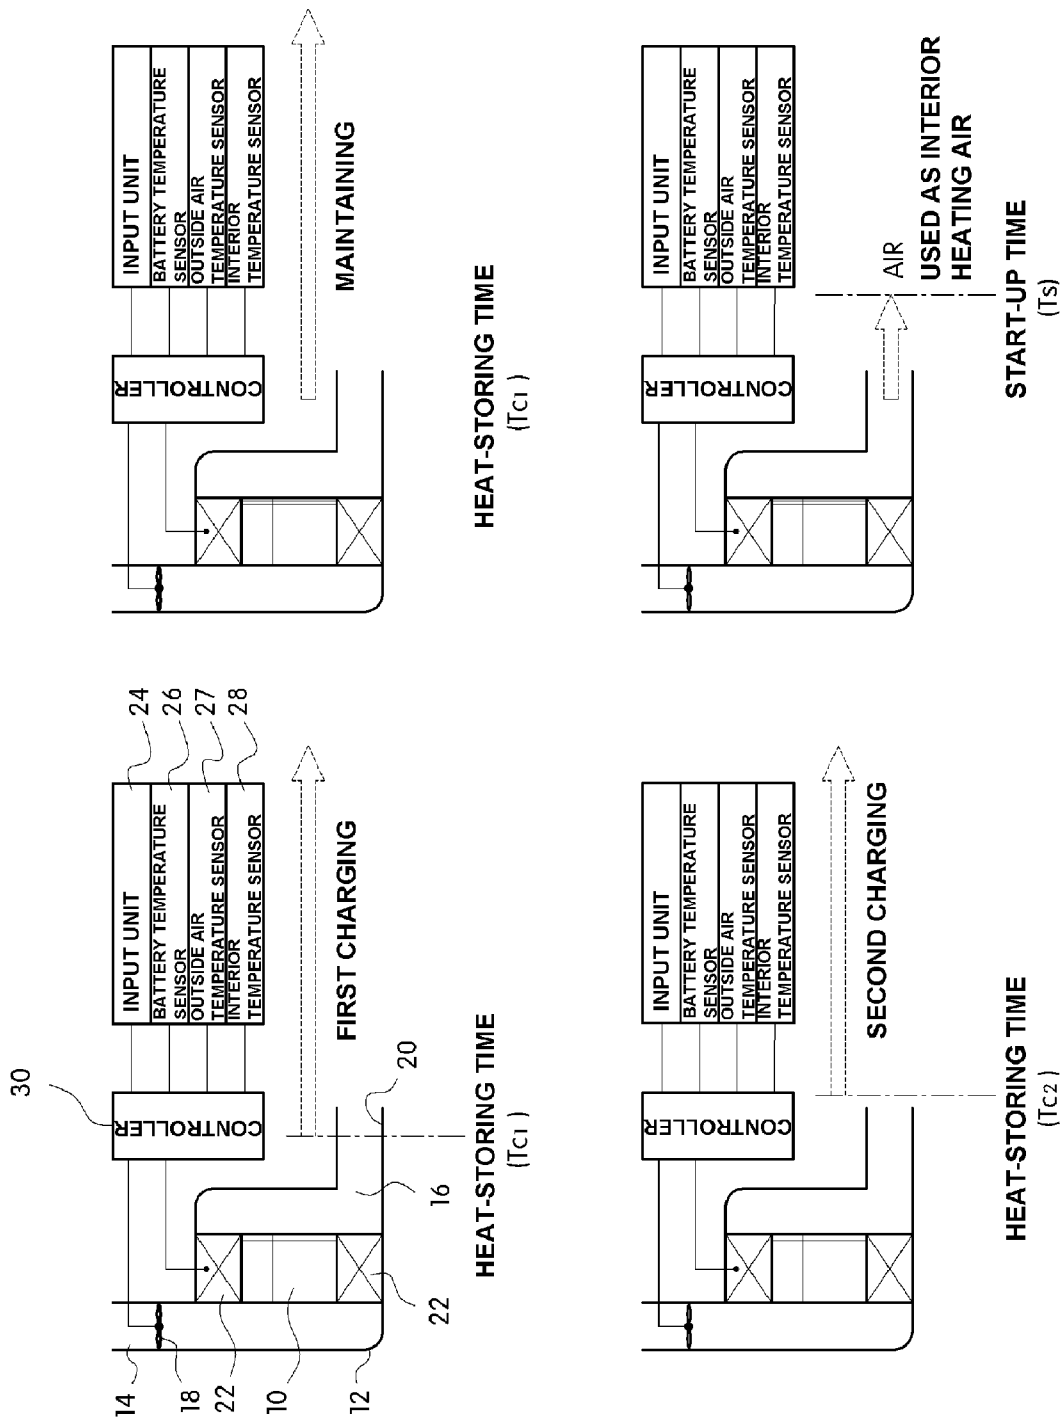 30
CONTROLLER
INPUT UNIT
24
BATTERY TEMPERATURE
SENSOR
26
OUTSIDE AIR
TEMPERATURE SENSOR
27
INTERIOR
TEMPERATURE SENSOR
28
14
18
22
10
12
22
16
20
FIRST CHARGING
HEAT-STORING TIME
(Tc1)
CONTROLLER
INPUT UNIT
BATTERY TEMPERATURE
SENSOR
OUTSIDE AIR
TEMPERATURE SENSOR
INTERIOR
TEMPERATURE SENSOR
MAINTAINING
HEAT-STORING TIME
(Tc1)
CONTROLLER
INPUT UNIT
BATTERY TEMPERATURE
SENSOR
OUTSIDE AIR
TEMPERATURE SENSOR
INTERIOR
TEMPERATURE SENSOR
SECOND CHARGING
HEAT-STORING TIME
(Tc2)
CONTROLLER
INPUT UNIT
BATTERY TEMPERATURE
SENSOR
OUTSIDE AIR
TEMPERATURE SENSOR
INTERIOR
TEMPERATURE SENSOR
AIR
USED AS INTERIOR
HEATING AIR
START-UP TIME
(Ts)